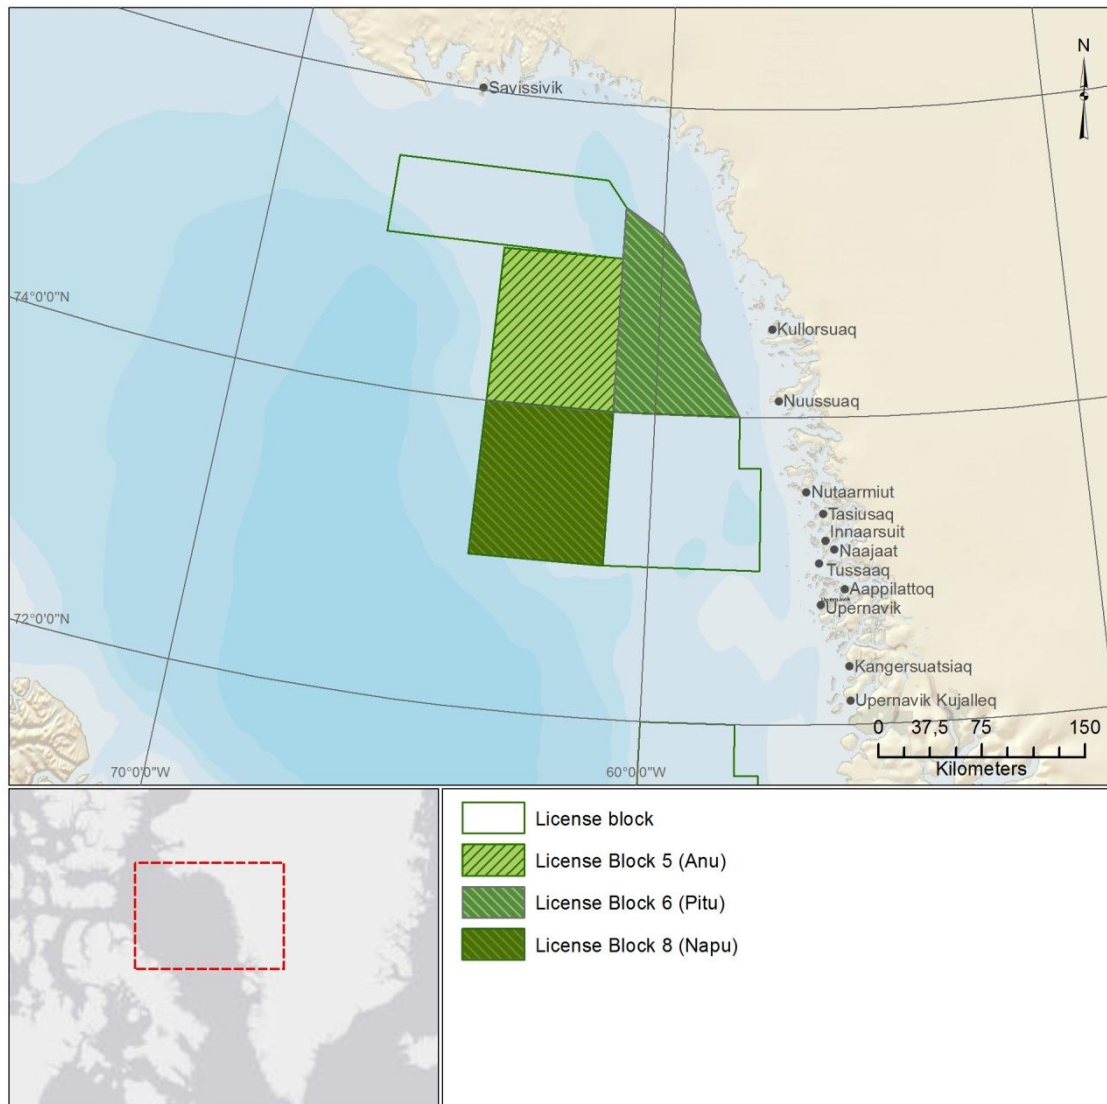 N
Savissivik
74°0'0"N
Kullorsuaq
Nuussuaq
Nutaarmiut
Tasiusaq
Innaarsuit
Naajaat
Tussaaq
Aappilattoq
Upernavik
72°0'0"N
Kangersuatsiaq
Upernavik Kujalleq
0 37,5 75 150
Kilometers
70°0'0"W
60°0'0"W
License block
License Block 5 (Anu)
License Block 6 (Pitu)
License Block 8 (Napu)